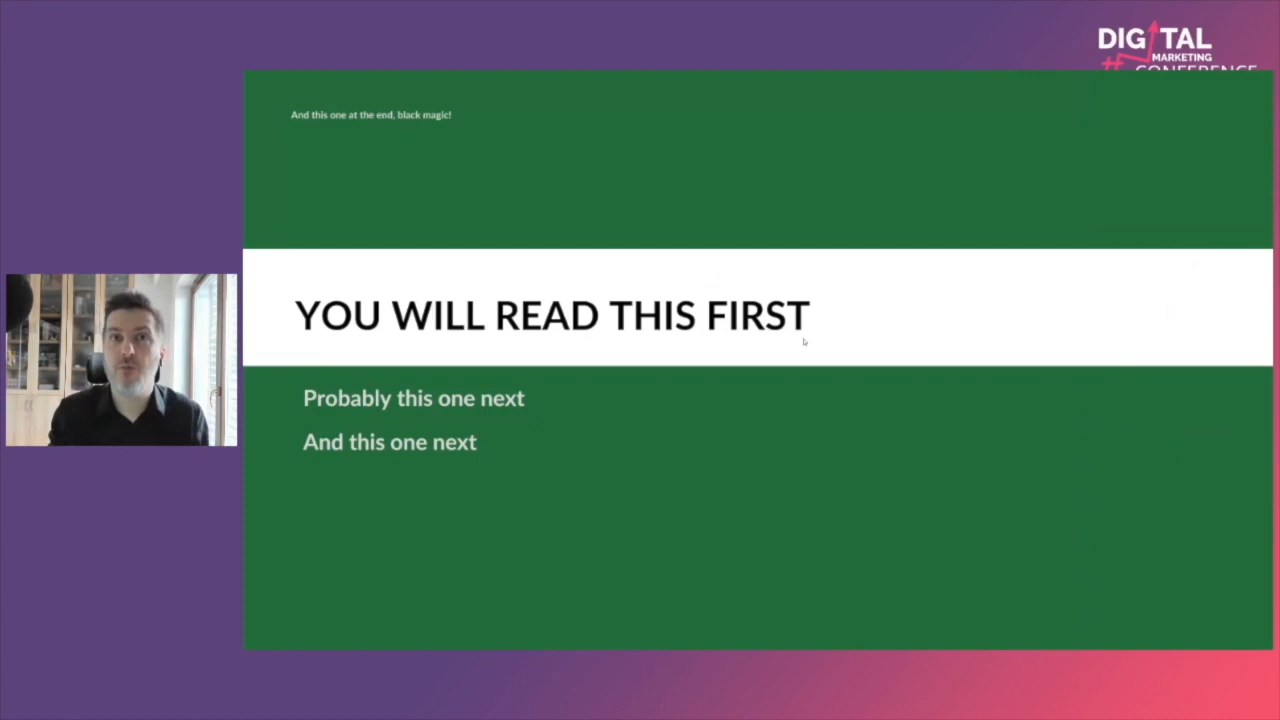 DIGITAL
MARKETING
# CONFERENCE
And this one at the end, black magic!
YOU WILL READ THIS FIRST
Probably this one next
And this one next